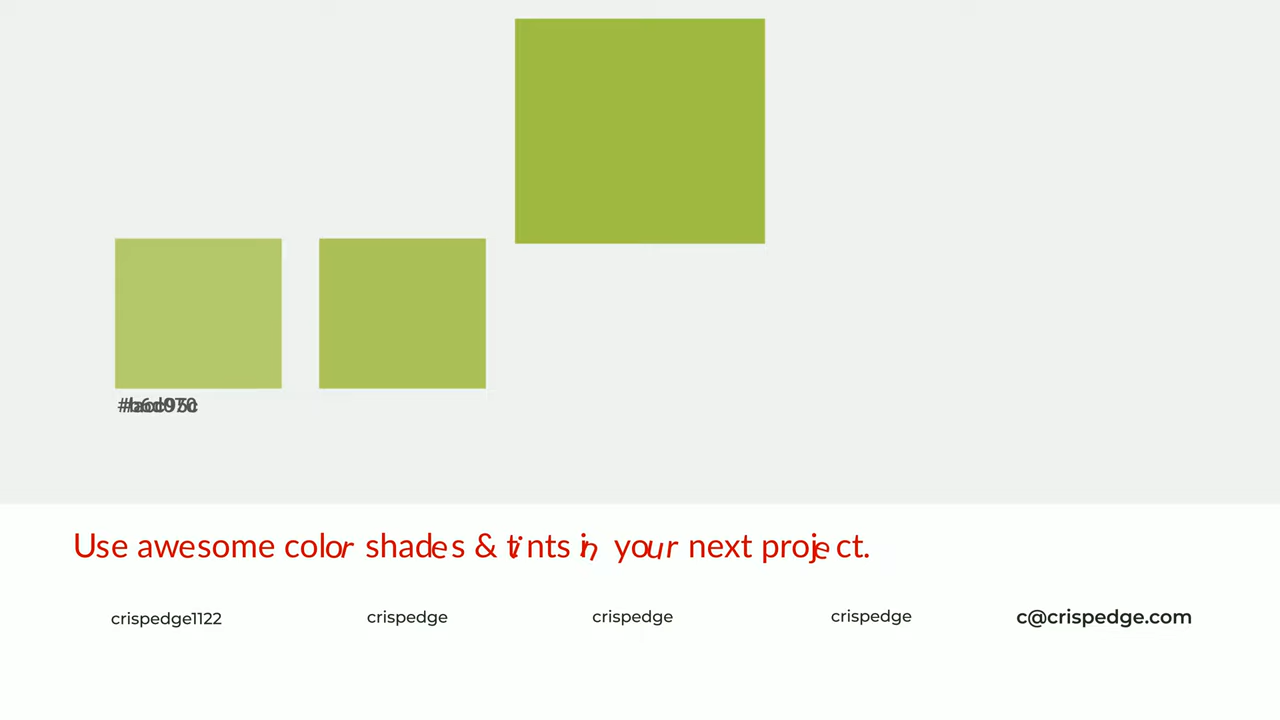 Use awesome color shades & tints in your next project.
crispedge1122 crispedge crispedge crispedge c@crispedge.com